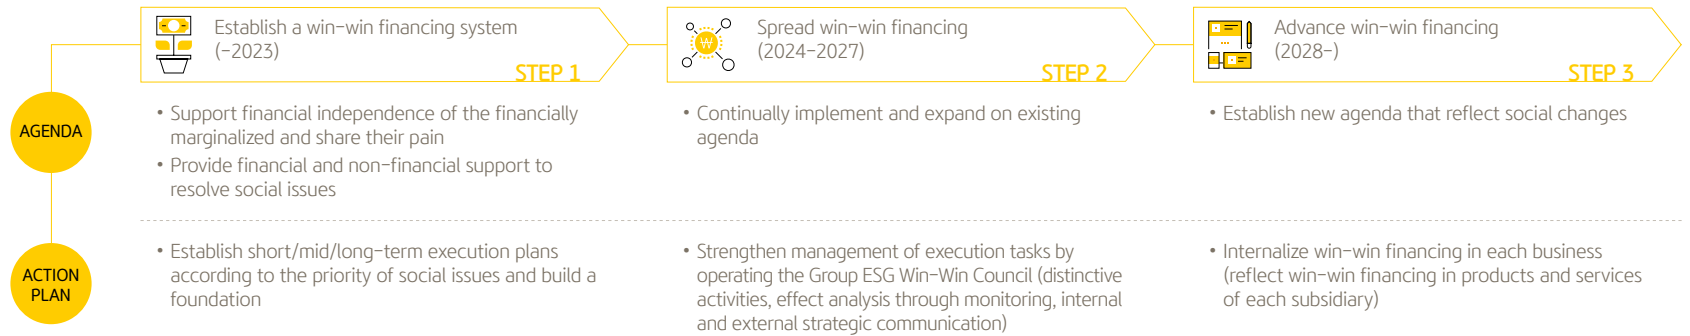 Establish a win-win financing system
(-2023)
STEP 1
Spread win-win financing
(2024-2027)
STEP 2
Advance win-win financing
(2028-)
STEP 3
AGENDA
• Support financial independence of the financially
marginalized and share their pain
• Provide financial and non-financial support to
resolve social issues
• Continually implement and expand on existing
agenda
• Establish new agenda that reflect social changes
ACTION
PLAN
• Establish short/mid/long-term execution plans
according to the priority of social issues and build a
foundation
• Strengthen management of execution tasks by
operating the Group ESG Win-Win Council (distinctive
activities, effect analysis through monitoring, internal
and external strategic communication)
• Internalize win-win financing in each business
(reflect win-win financing in products and services
of each subsidiary)